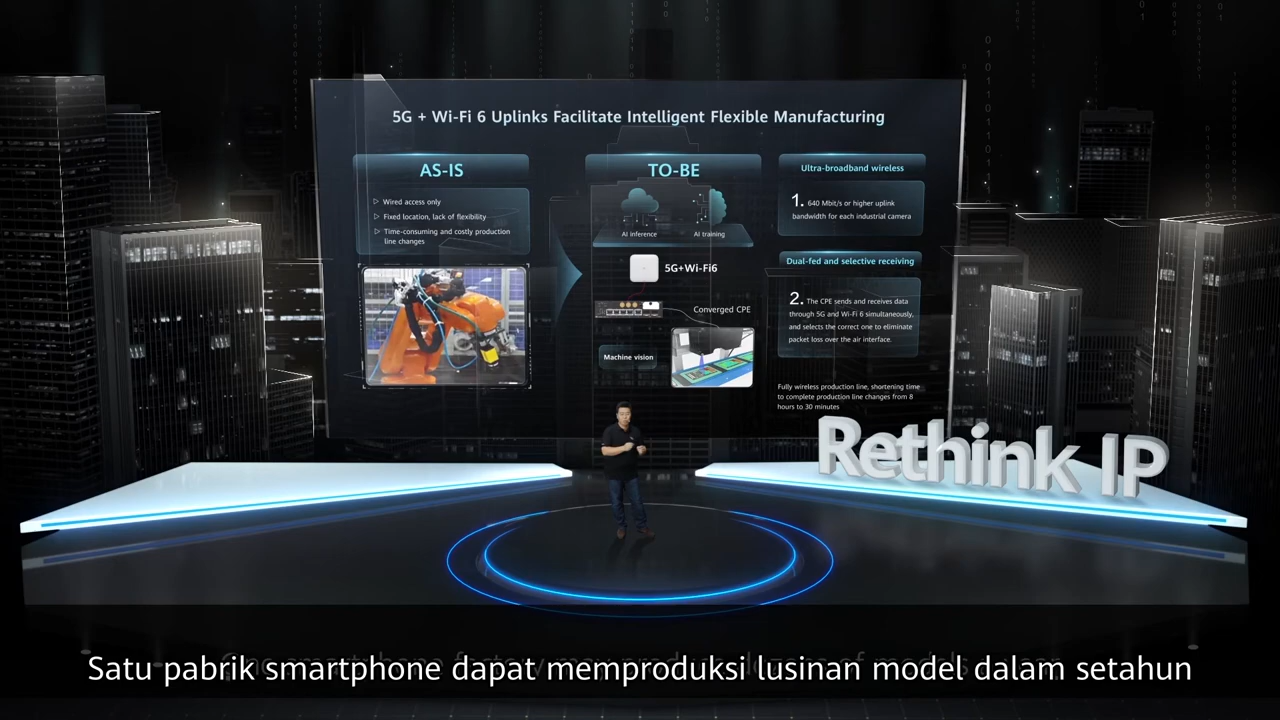 5G + Wi-Fi 6 Uplinks Facilitate Intelligent Flexible Manufacturing
AS-IS
Wired access only
Fixed location, lack of flexibility
Time-consuming and costly production
line changes
TO-BE
AI inference
AI training
5G+Wi-Fi6
Converged CPE
Machine vision
Ultra-broadband wireless
1. 640 Mbit/s or higher uplink
bandwidth for each industrial camera
Dual-fed and selective receiving
2. The CPE sends and receives data
through 5G and Wi-Fi 6 simultaneously,
and selects the correct one to eliminate
packet loss over the air interface.
Fully wireless production line, shortening time
to complete production line changes from 8
hours to 30 minutes
Rethink IP
Satu pabrik smartphone dapat memproduksi lusinan model dalam setahun